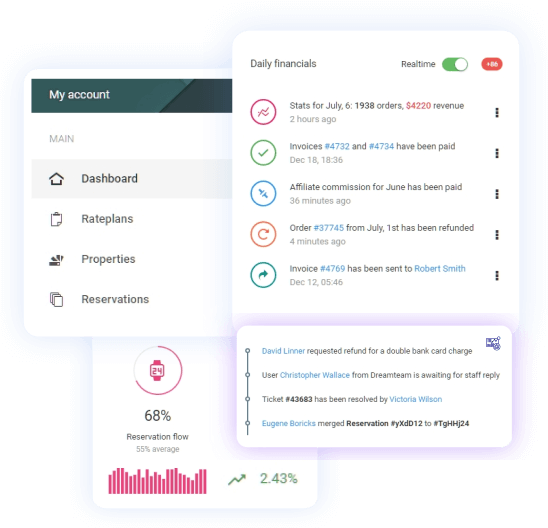 Daily financials
Realtime
+86
My account
MAIN
Dashboard
Rateplans
Properties
Reservations
Stats for July, 6: 1938 orders, $4220 revenue
2 hours ago
Invoices #4732 and #4734 have been paid
Dec 18, 18:36
Affiliate commission for June has been paid
36 minutes ago
Order #37745 from July, 1st has been refunded
4 minutes ago
Invoice #4769 has been sent to Robert Smith
Dec 12, 05:46
David Linner requested refund for a double bank card charge
User Christopher Wallace from Dreamteam is awaiting for staff reply
Ticket #43683 has been resolved by Victoria Wilson
Eugene Boricks merged Reservation #yXdD12 to #TgHHj24
24
68%
Reservation flow
55% average
2.43%